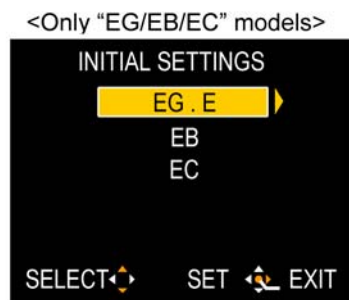 <Only “EG/EB/EC” models>
INITIAL SETTINGS
EG . E
EB
EC
SELECT SET EXIT